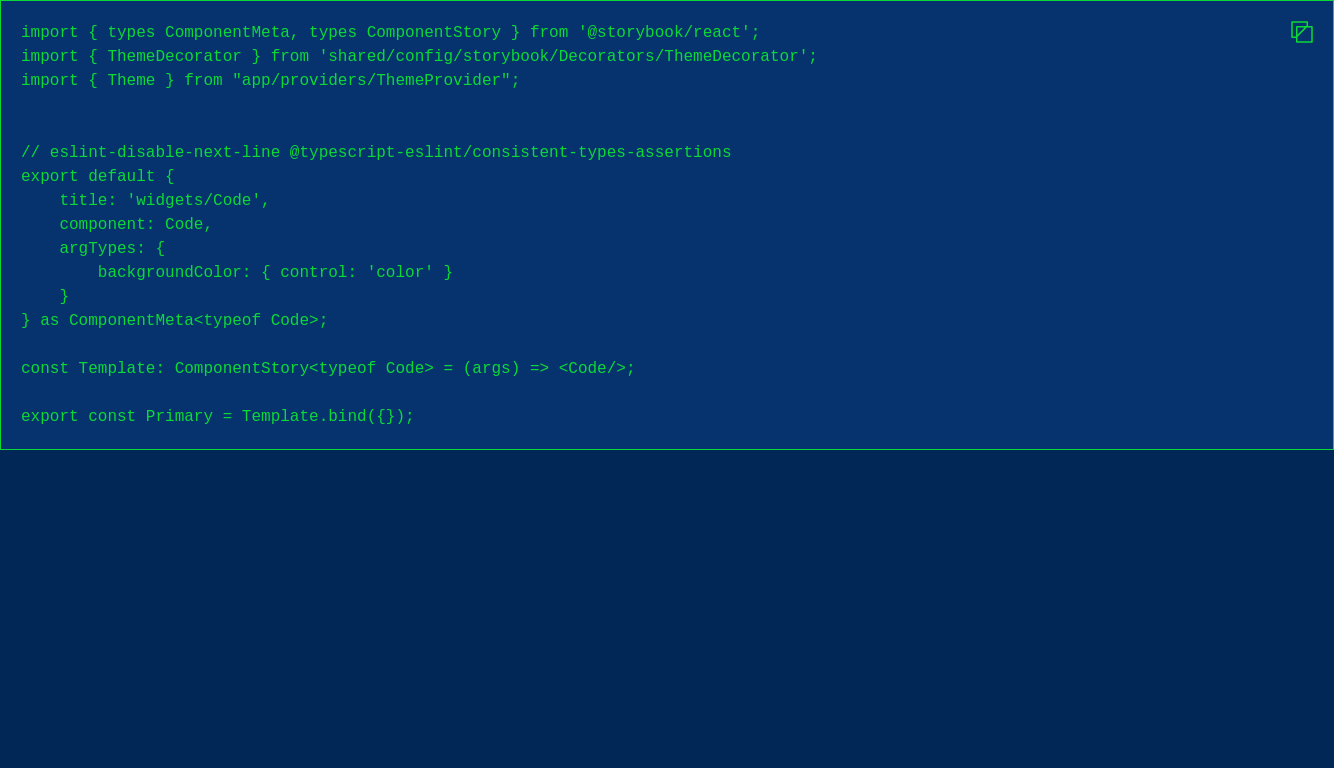 import { types ComponentMeta, types ComponentStory } from '@storybook/react';
import { ThemeDecorator } from 'shared/config/storybook/Decorators/ThemeDecorator';
import { Theme } from "app/providers/ThemeProvider";
// eslint-disable-next-line @typescript-eslint/consistent-types-assertions
export default {
    title: 'widgets/Code',
    component: Code,
    argTypes: {
        backgroundColor: { control: 'color' }
    }
} as ComponentMeta<typeof Code>;
const Template: ComponentStory<typeof Code> = (args) => <Code/>;
export const Primary = Template.bind({});